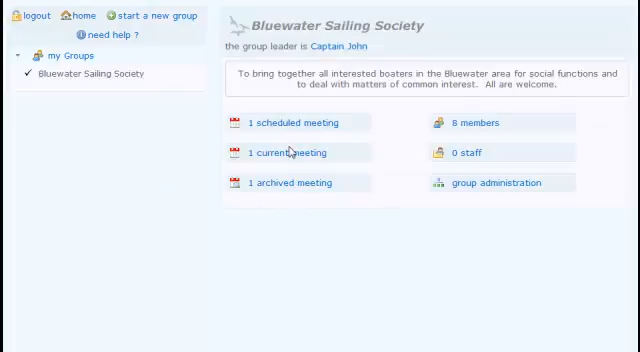 logout home start a new group
need help ?
my Groups
Bluewater Sailing Society
Bluewater Sailing Society
the group leader is Captain John
To bring together all interested boaters in the Bluewater area for social functions and
to deal with matters of common interest. All are welcome.
1 scheduled meeting
8 members
1 current meeting
0 staff
1 archived meeting
group administration